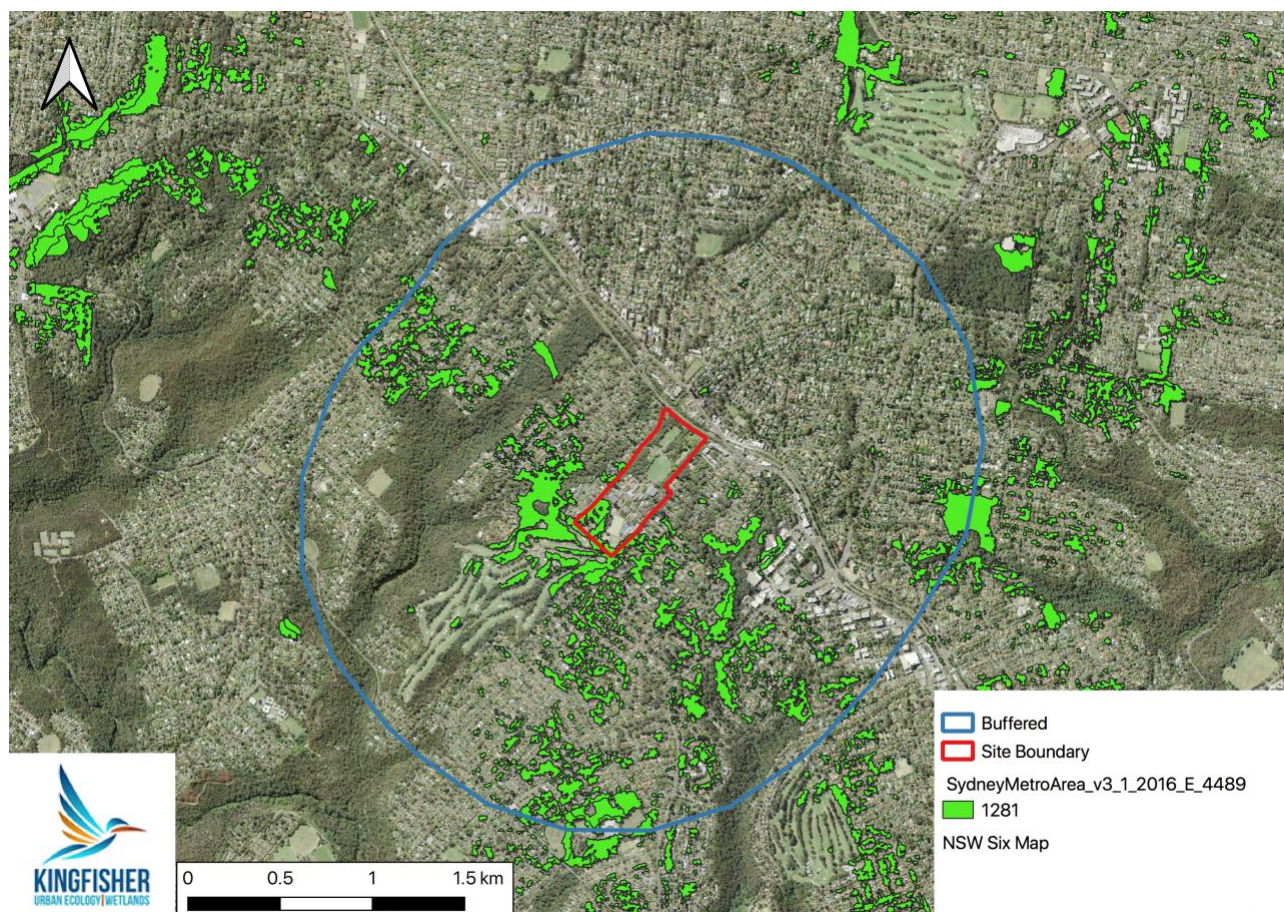 Buffered
Site Boundary
SydneyMetroArea_v3_1_2016_E_4489
1281
NSW Six Map
KINGFISHER
URBAN ECOLOGY|WETLANDS
0 0.5 1 1.5 km